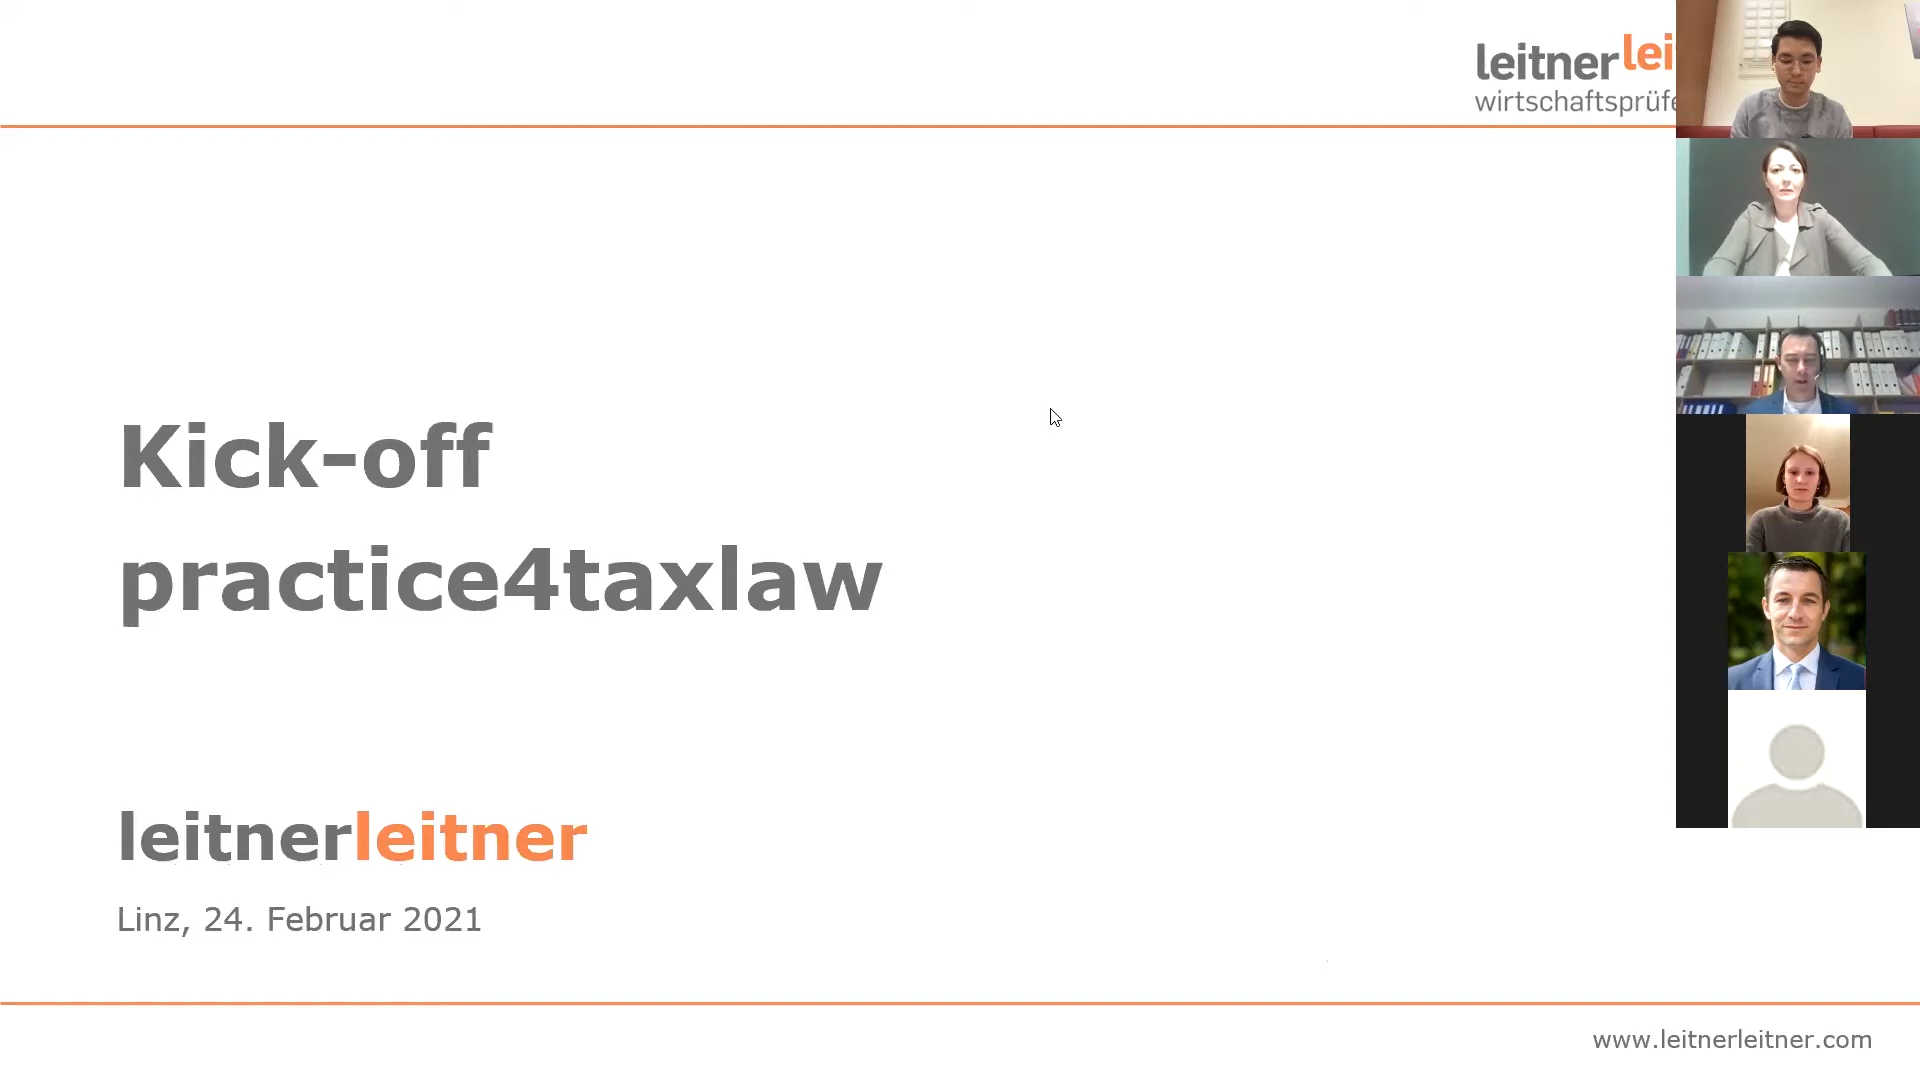 leitnerlei
wirtschaftsprüfe
Kick-off
practice4taxlaw
leitnerleitner
Linz, 24. Februar 2021
www.leitnerleitner.com